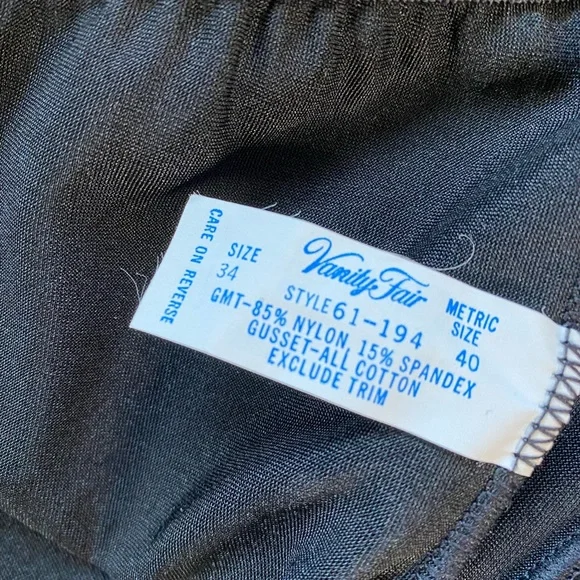 CARE ON REVERSE
SIZE
34
Vanity Fair
METRIC
SIZE
40
STYLE 61-194
GMT-85% NYLON, 15% SPANDEX
GUSSET-ALL COTTON
EXCLUDE TRIM